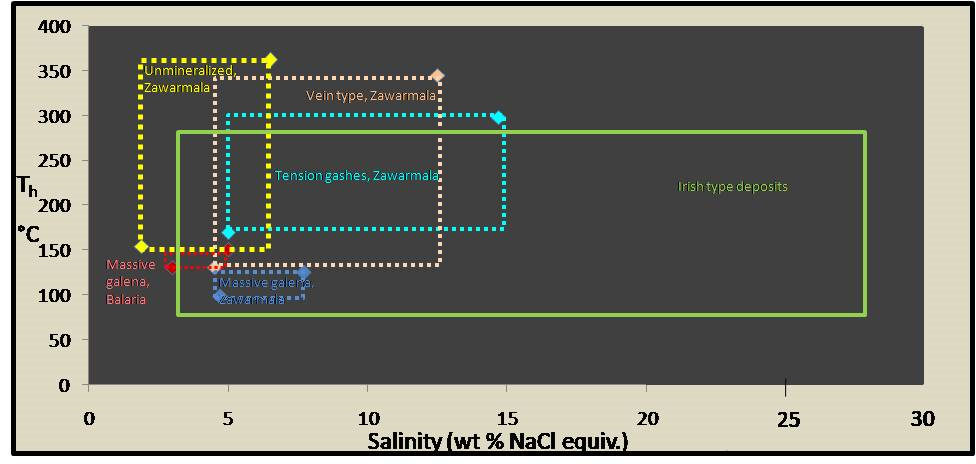 400
350
300
250
200
150
100
50
0
Th
°C
Unmineralized,
Zawarmala
Vein type, Zawarmala
Tension gashes, Zawarmala
Irish type deposits
Massive
galena,
Balaria
Massive galena,
Zawarmala
0 5 10 15 20 25 30
Salinity (wt % NaCl equiv.)